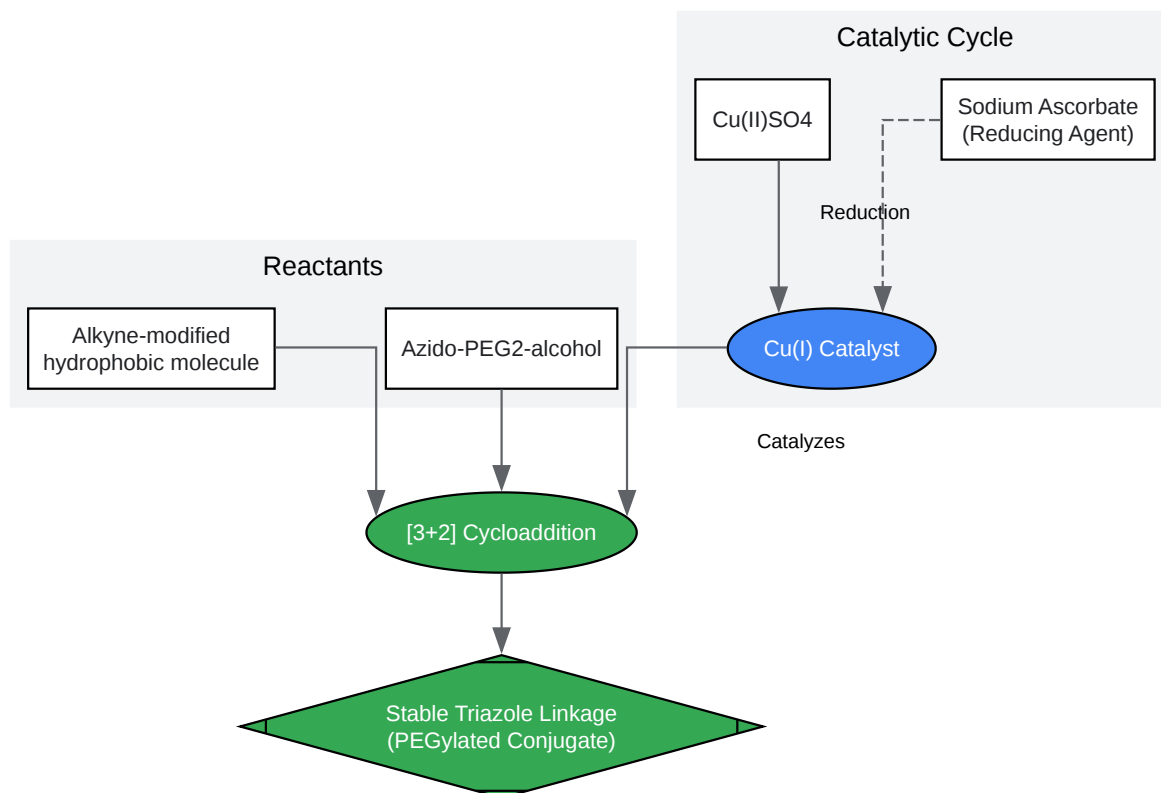 Catalytic Cycle
Cu(II)SO4
Sodium Ascorbate
(Reducing Agent)
Reduction
Reactants
Alkyne-modified
hydrophobic molecule
Azido-PEG2-alcohol
Cu(I) Catalyst
Catalyzes
[3+2] Cycloaddition
Stable Triazole Linkage
(PEGylated Conjugate)